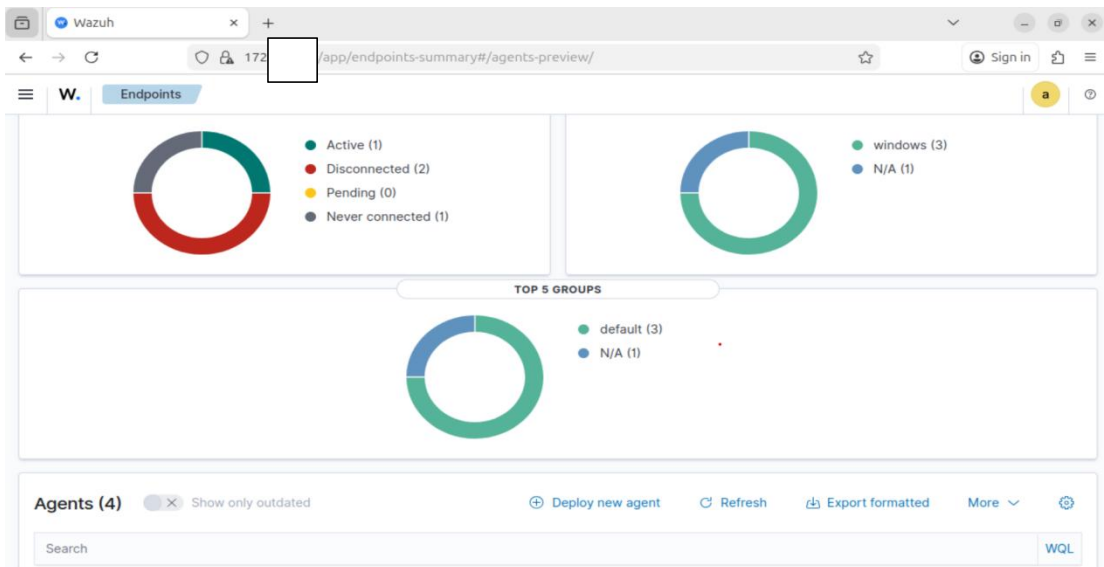 Wazuh
172 /app/endpoints-summary#/agents-preview/
Sign in
W. Endpoints a
Active (1)
Disconnected (2)
Pending (0)
Never connected (1)
windows (3)
N/A (1)
TOP 5 GROUPS
default (3)
N/A (1)
Agents (4) Show only outdated Deploy new agent Refresh Export formatted More
Search WQL